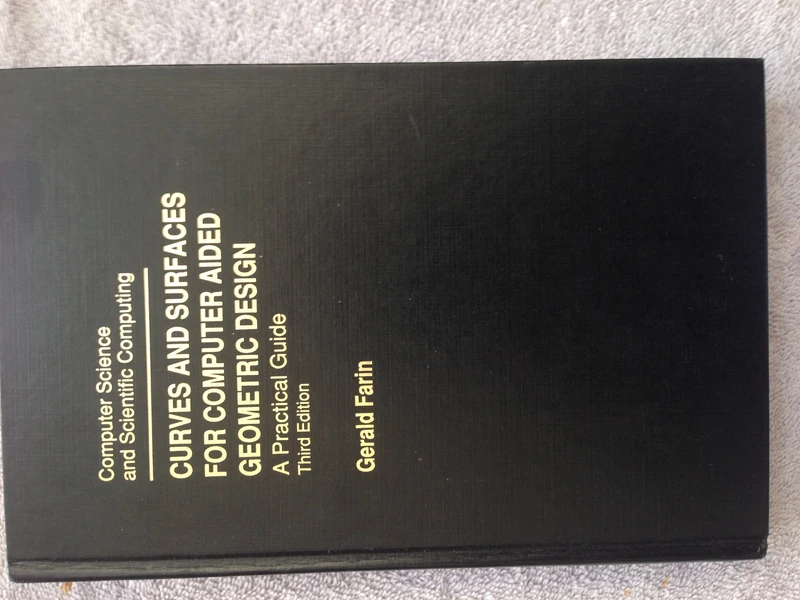 Computer Science
and Scientific Computing
CURVES AND SURFACES
FOR COMPUTER AIDED
GEOMETRIC DESIGN
A Practical Guide
Third Edition
Gerald Farin